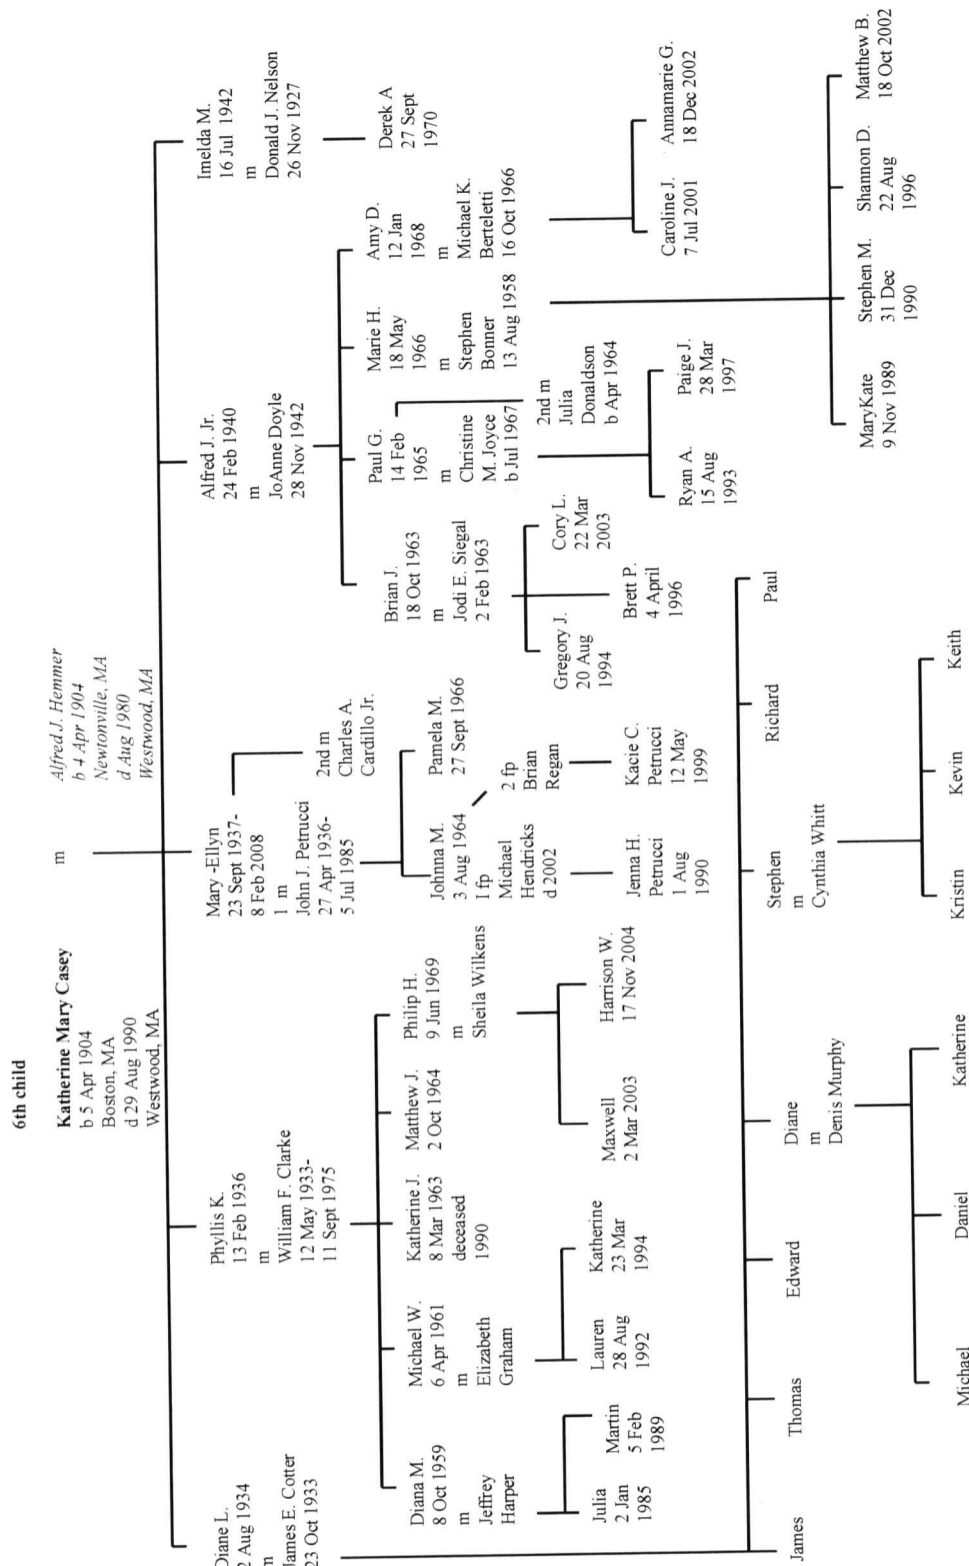 6th child
Katherine Mary Casey
b 5 Apr 1904
Boston, MA
d 29 Aug 1990
Westwood, MA
m
Alfred J. Hemmer
b 4 Apr 1904
Newtonville, MA
d Aug 1980
Westwood, MA
Diane L.
2 Aug 1934
m
James E. Cotter
23 Oct 1933
Phyllis K.
13 Feb 1936
m
William F. Clarke
12 May 1933-
11 Sept 1975
Mary -Ellyn
23 Sept 1937-
8 Feb 2008
1 m
John J. Petrucci
27 Apr 1936-
5 Jul 1985
2nd m
Charles A.
Cardillo Jr.
Alfred J. Jr.
24 Feb 1940
m
JoAnne Doyle
28 Nov 1942
Imelda M.
16 Jul 1942
m
Donald J. Nelson
26 Nov 1927
Diana M.
8 Oct 1959
m
Jeffrey
Harper
Michael W.
6 Apr 1961
m
Elizabeth
Graham
Katherine J.
8 Mar 1963
deceased
1990
Matthew J.
2 Oct 1964
Philip H.
9 Jun 1969
m
Sheila Wilkens
Johnna M.
3 Aug 1964
1 fp
Michael
Hendricks
d 2002
2 fp
Brian
Regan
Pamela M.
27 Sept 1966
Brian J.
18 Oct 1963
m
Jodi E. Siegal
2 Feb 1963
Paul G.
14 Feb
1965
m
Christine
M. Joyce
b Jul 1967
2nd m
Julia
Donaldson
b Apr 1964
Marie H.
18 May
1966
m
Stephen
Bonner
13 Aug 1958
Amy D.
12 Jan
1968
m
Michael K.
Berteletti
16 Oct 1966
Derek A
27 Sept
1970
Julia
2 Jan
1985
Martin
5 Feb
1989
Lauren
28 Aug
1992
Katherine
23 Mar
1994
Maxwell
2 Mar 2003
Harrison W.
17 Nov 2004
Jenna H.
Petrucci
1 Aug
1990
Kacie C.
Petrucci
12 May
1999
Gregory J.
20 Aug
1994
Brett P.
4 April
1996
Cory L.
22 Mar
2003
Ryan A.
15 Aug
1993
Paige J.
28 Mar
1997
Caroline J.
7 Jul 2001
Annamarie G.
18 Dec 2002
MaryKate
9 Nov 1989
Stephen M.
31 Dec
1990
Shannon D.
22 Aug
1996
Matthew B.
18 Oct 2002
James
Thomas
Edward
Diane
m
Denis Murphy
Stephen
m
Cynthia Whitt
Richard
Paul
Michael
Daniel
Katherine
Kristin
Kevin
Keith